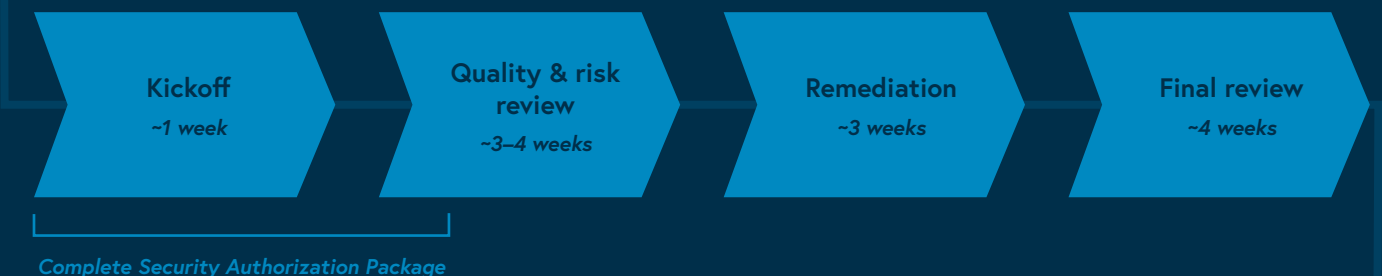 Kickoff
~1 week
Quality & risk
review
~3–4 weeks
Remediation
~3 weeks
Final review
~4 weeks
Complete Security Authorization Package